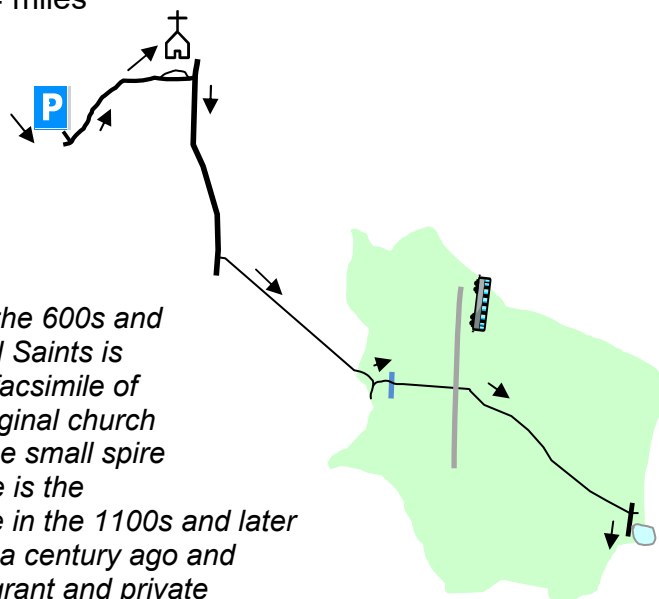 miles
P
the 600s and
Saints is
facsimile of
ginal church
e small spire
e is the
e in the 1100s and later
a century ago and
grant and private